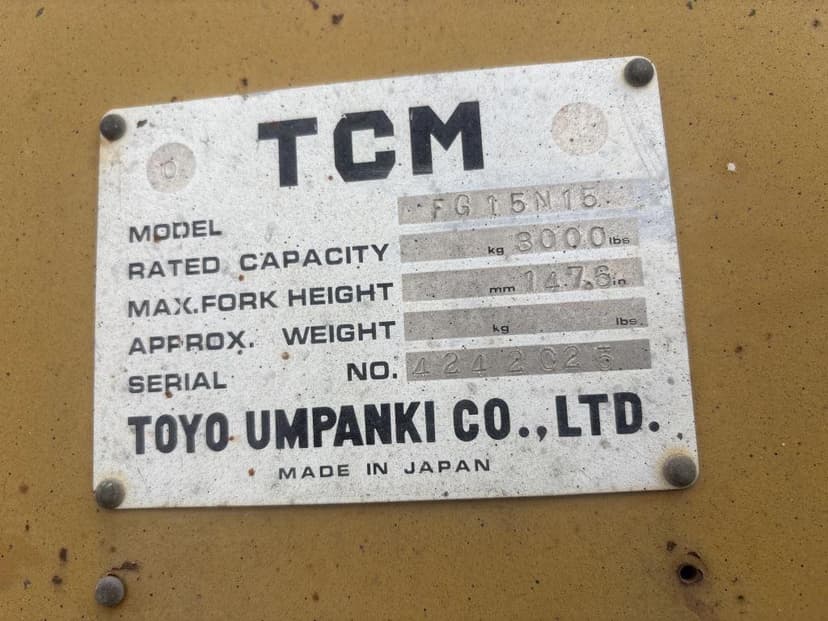 TCM
MODEL FG15N15
RATED CAPACITY kg 3000 lbs
MAX. FORK HEIGHT mm 147.6 in
APPROX. WEIGHT kg lbs.
SERIAL NO.
TOYO UMPANKI CO., LTD.
MADE IN JAPAN